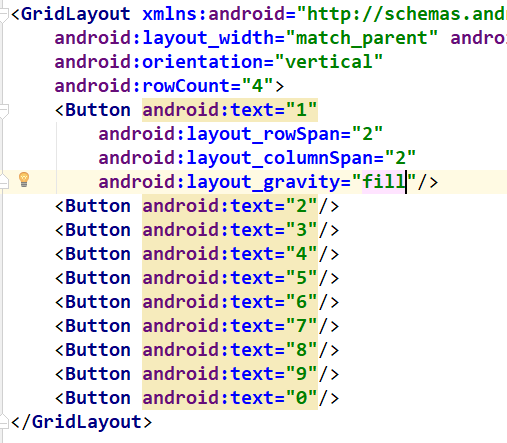 <GridLayout xmlns:android="http://schemas.and
android:layout_width="match_parent" andro
android:orientation="vertical"
android:rowCount="4">
<Button android:text="1"
android:layout_rowSpan="2"
android:layout_columnSpan="2"
android:layout_gravity="fill"/>
<Button android:text="2"/>
<Button android:text="3"/>
<Button android:text="4"/>
<Button android:text="5"/>
<Button android:text="6"/>
<Button android:text="7"/>
<Button android:text="8"/>
<Button android:text="9"/>
<Button android:text="0"/>
</GridLayout>